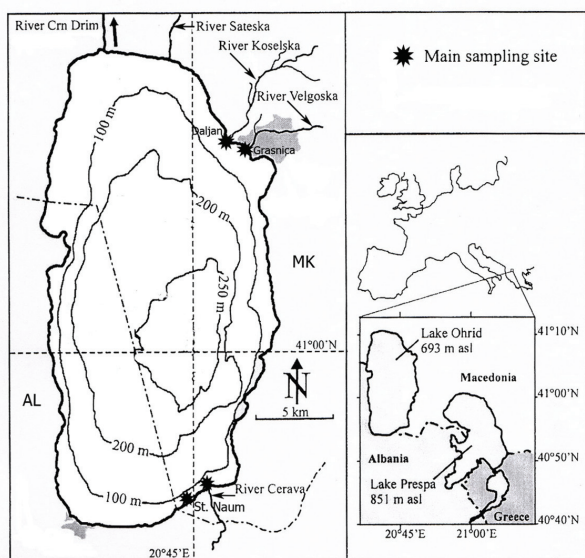 River Crn Drim
River Sateska
River Koselska
River Velgoska
Daljan
Grasnica
100 m
200 m
250 m
MK
41°00´N
N
5 km
AL
200 m
100 m
River Cerava
St. Naum
20°45´E
Main sampling site
Lake Ohrid
693 m asl
41°10´N
Macedonia
41°00´N
Albania
40°50´N
Lake Prespa
851 m asl
Greece
40°40´N
20°45´E
21°00´E